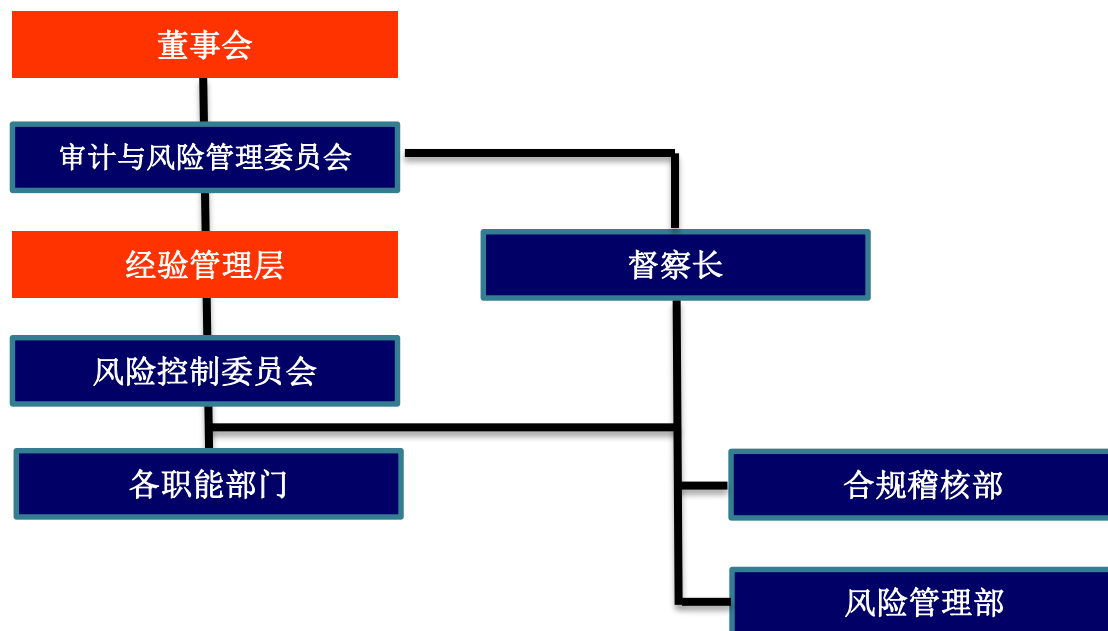 董事会
审计与风险管理委员会
经验管理层
督察长
风险控制委员会
各职能部门
合规稽核部
风险管理部